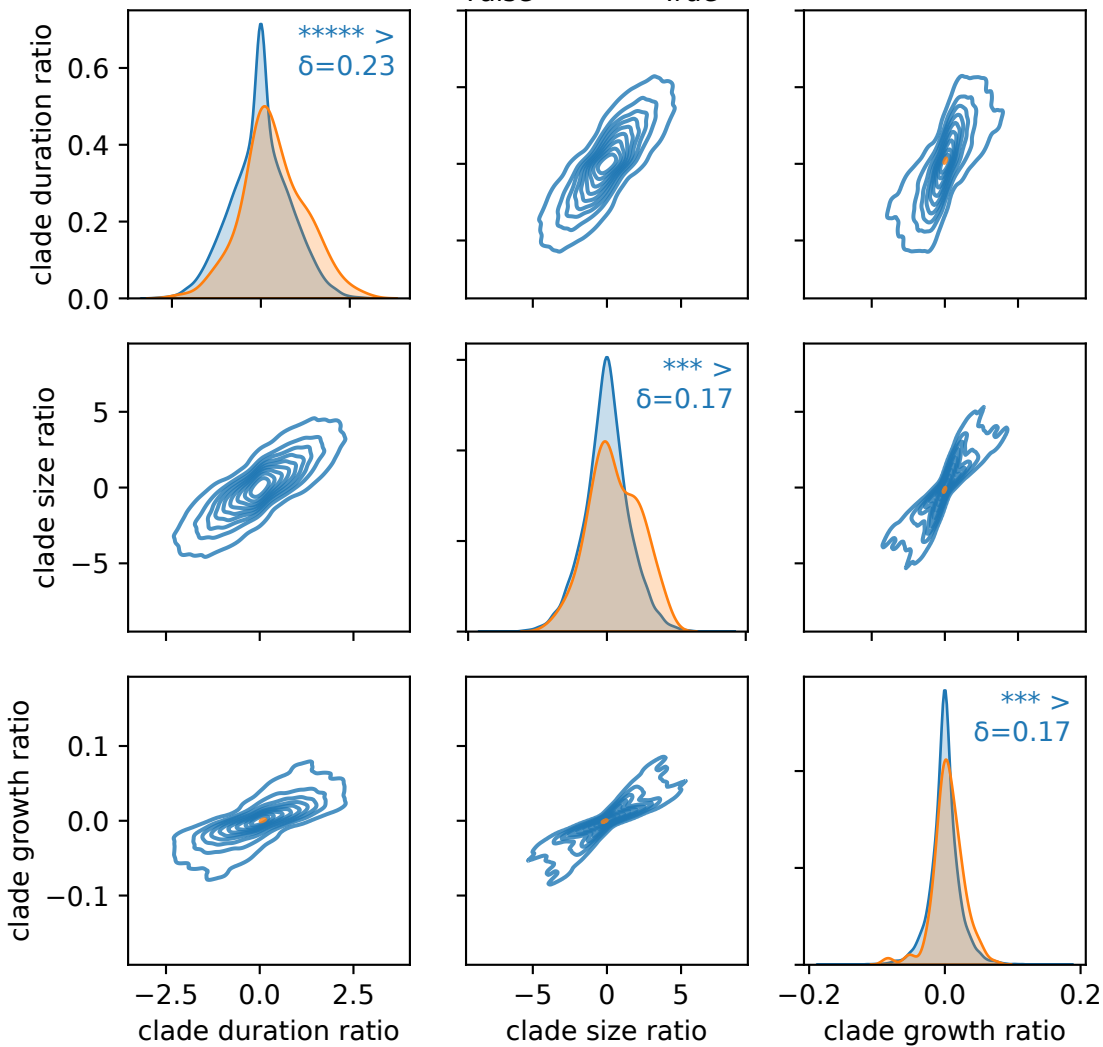 clade duration ratio
0.6
0.4
0.2
0.0
***** >
δ=0.23
clade size ratio
5
0
−5
*** >
δ=0.17
clade growth ratio
0.1
0.0
−0.1
*** >
δ=0.17
−2.5 0.0 2.5
−5 0 5
−0.2 0.0 0.2
clade duration ratio
clade size ratio
clade growth ratio